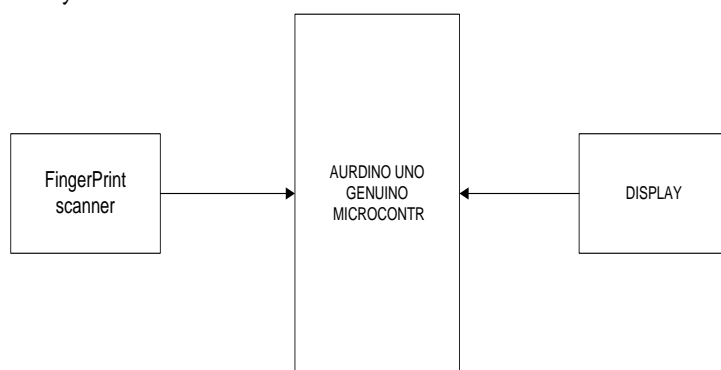 FingerPrint
scanner
AURDINO UNO
GENUINO
MICROCONTR
DISPLAY